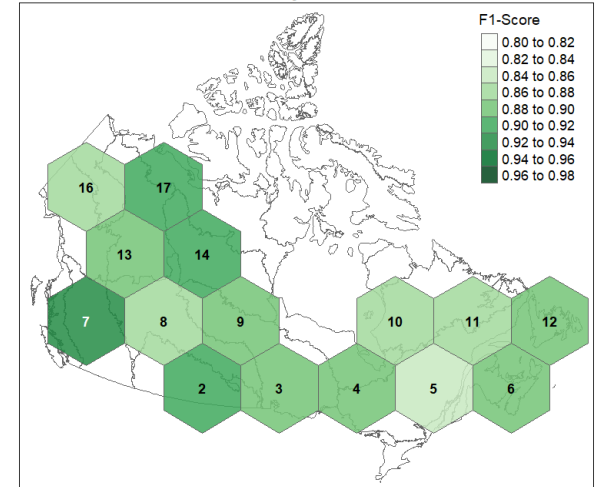 F1-Score
0.80 to 0.82
0.82 to 0.84
0.84 to 0.86
0.86 to 0.88
0.88 to 0.90
0.90 to 0.92
0.92 to 0.94
0.94 to 0.96
0.96 to 0.98
16 17
13 14
7 8 9 10 11 12
2 3 4 5 6